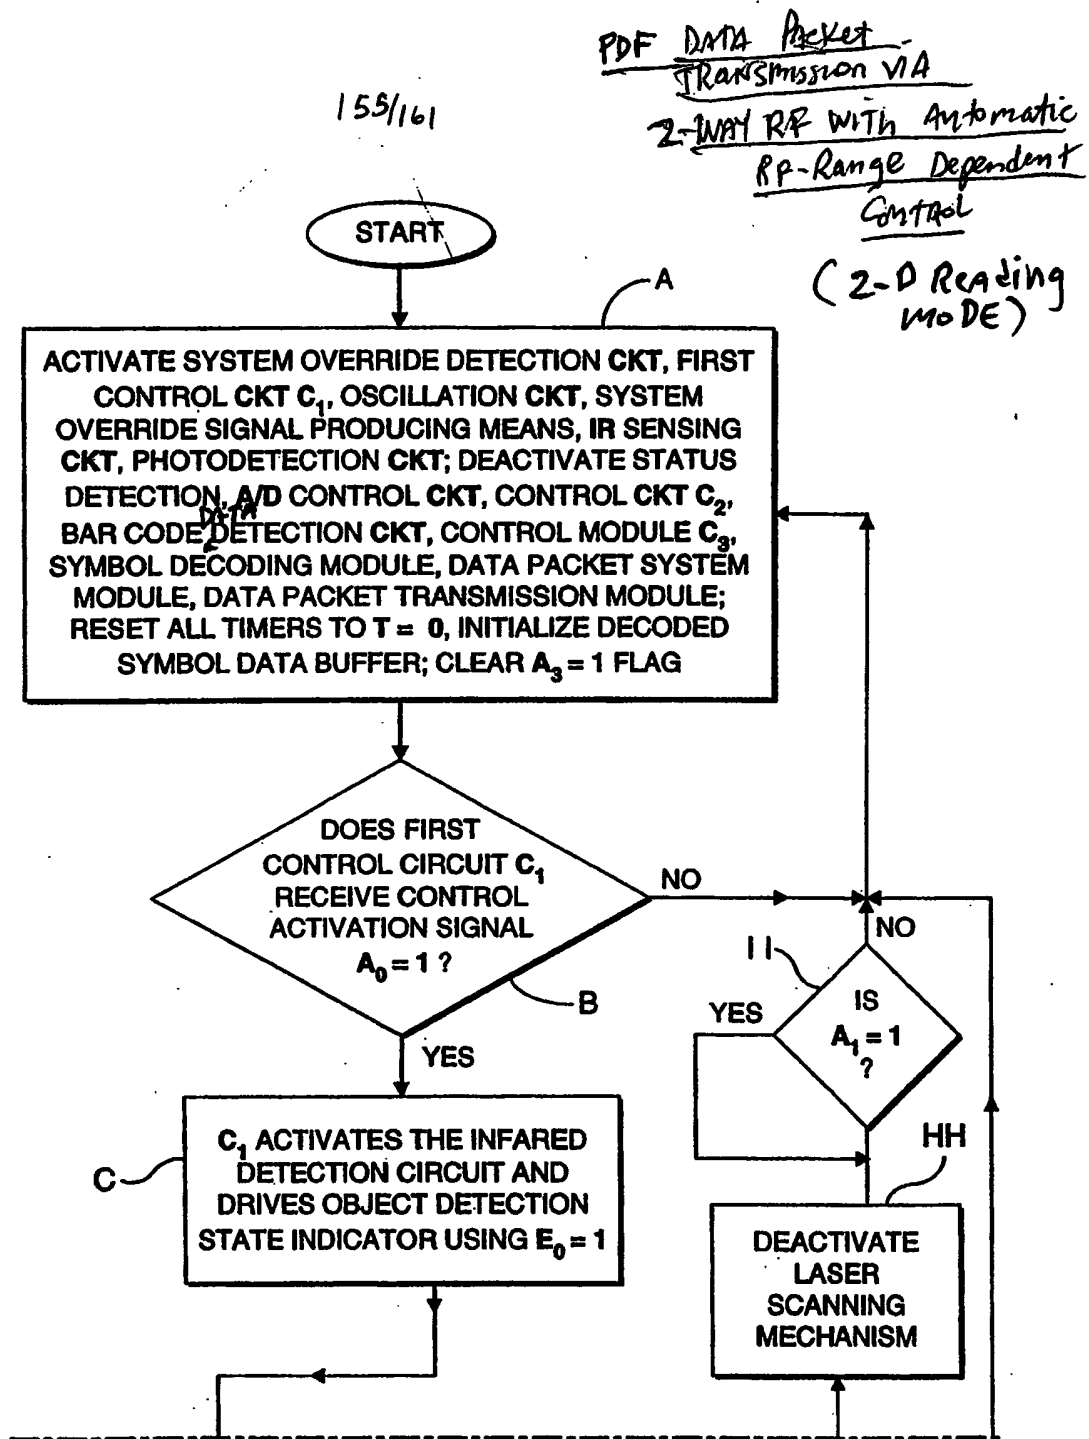 PDF DATA Packet
Transmission VIA
2-WAY RF WITH Automatic
RF-Range Dependent
Control
(2-D Reading
MODE)
155/161
START
A
ACTIVATE SYSTEM OVERRIDE DETECTION CKT, FIRST
CONTROL CKT C₁, OSCILLATION CKT, SYSTEM
OVERRIDE SIGNAL PRODUCING MEANS, IR SENSING
CKT, PHOTODETECTION CKT; DEACTIVATE STATUS
DETECTION, A/D CONTROL CKT, CONTROL CKT C₂,
DATA
BAR CODE DETECTION CKT, CONTROL MODULE C₃,
SYMBOL DECODING MODULE, DATA PACKET SYSTEM
MODULE, DATA PACKET TRANSMISSION MODULE;
RESET ALL TIMERS TO T = 0, INITIALIZE DECODED
SYMBOL DATA BUFFER; CLEAR A₃ = 1 FLAG
DOES FIRST
CONTROL CIRCUIT C₁
RECEIVE CONTROL
ACTIVATION SIGNAL
A₀ = 1 ?
NO
B
YES
C₁ ACTIVATES THE INFARED
DETECTION CIRCUIT AND
DRIVES OBJECT DETECTION
STATE INDICATOR USING E₀ = 1
C
NO
II
IS
A₁ = 1
?
YES
HH
DEACTIVATE
LASER
SCANNING
MECHANISM